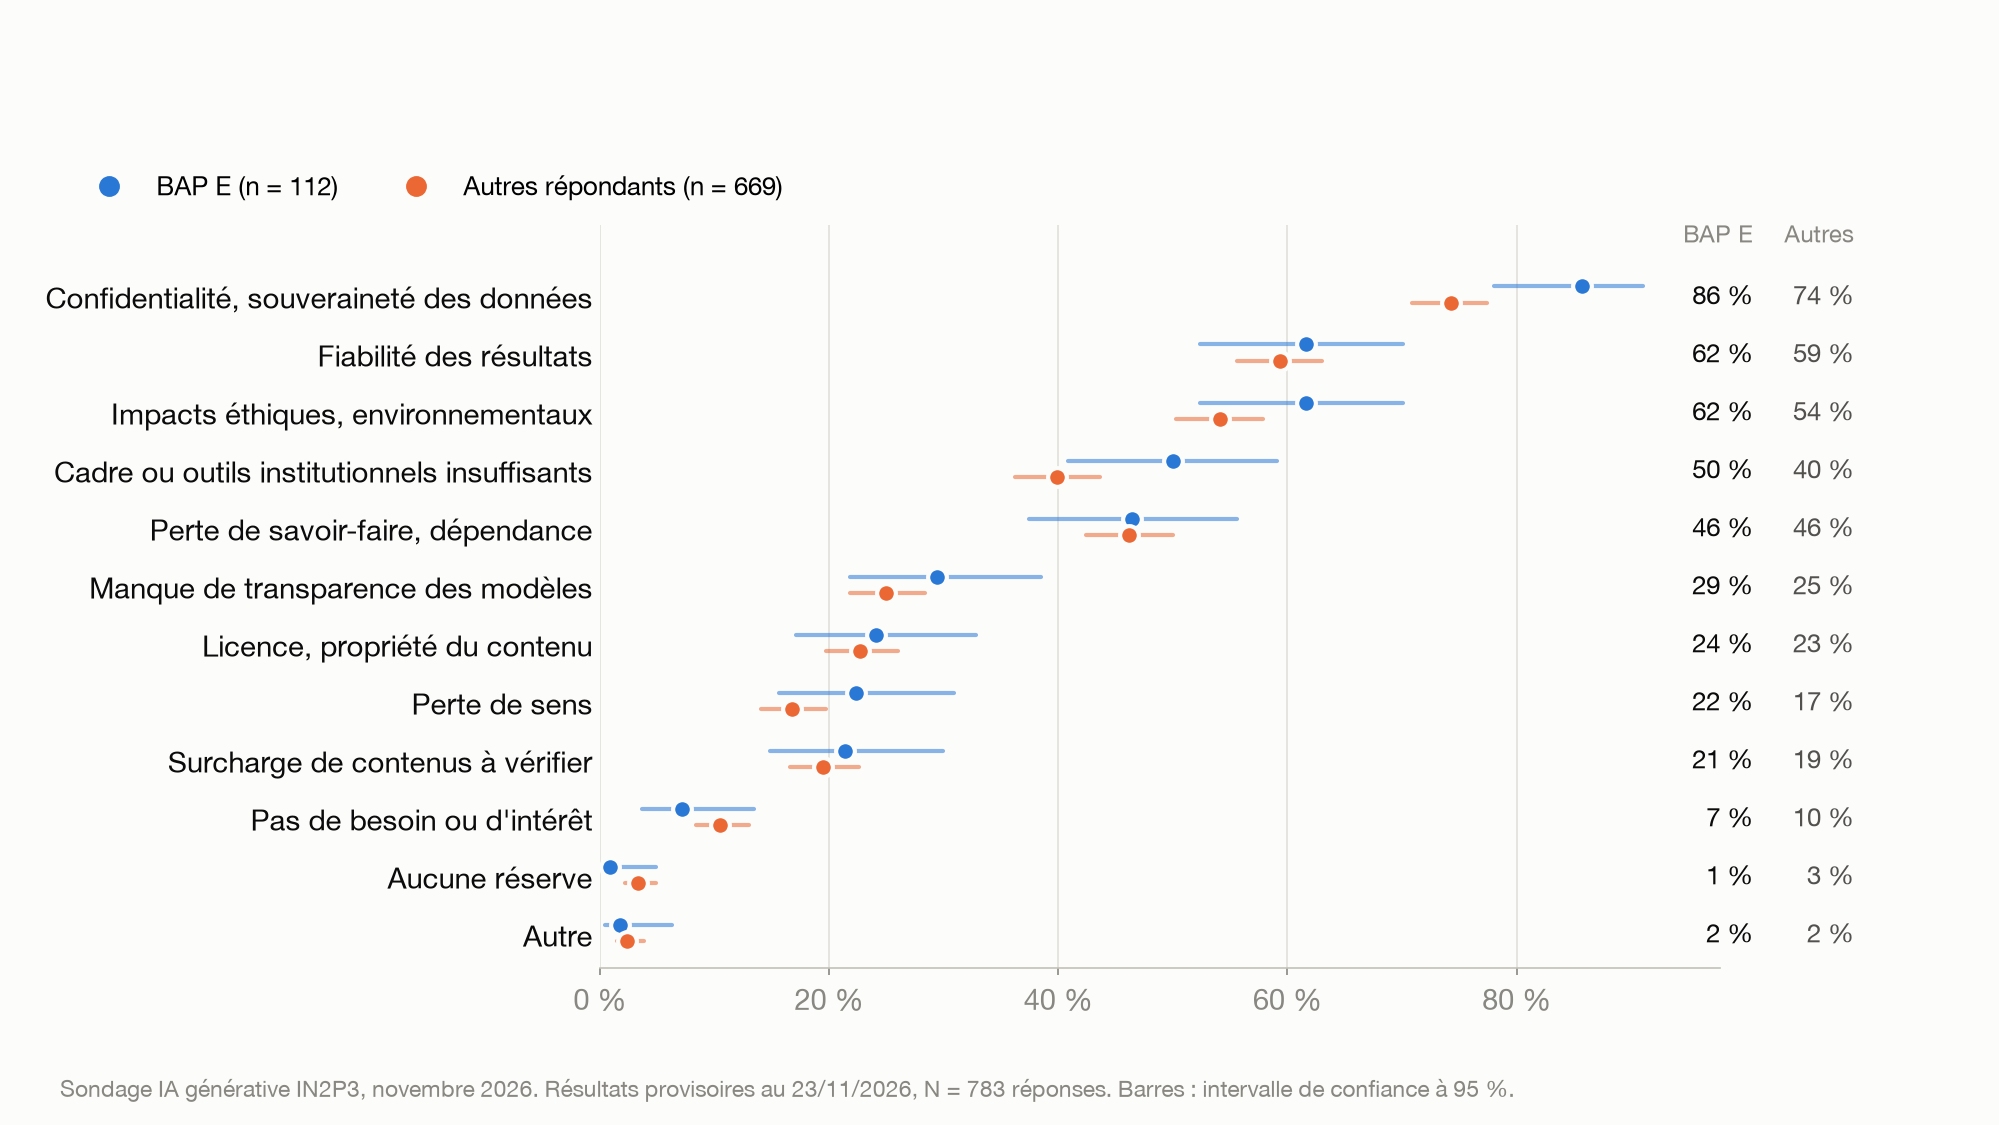 BAP E (n = 112) Autres répondants (n = 669)
BAP E Autres
Confidentialité, souveraineté des données 86 % 74 %
Fiabilité des résultats 62 % 59 %
Impacts éthiques, environnementaux 62 % 54 %
Cadre ou outils institutionnels insuffisants 50 % 40 %
Perte de savoir-faire, dépendance 46 % 46 %
Manque de transparence des modèles 29 % 25 %
Licence, propriété du contenu 24 % 23 %
Perte de sens 22 % 17 %
Surcharge de contenus à vérifier 21 % 19 %
Pas de besoin ou d'intérêt 7 % 10 %
Aucune réserve 1 % 3 %
Autre 2 % 2 %
0 % 20 % 40 % 60 % 80 %
Sondage IA générative IN2P3, novembre 2026. Résultats provisoires au 23/11/2026, N = 783 réponses. Barres : intervalle de confiance à 95 %.